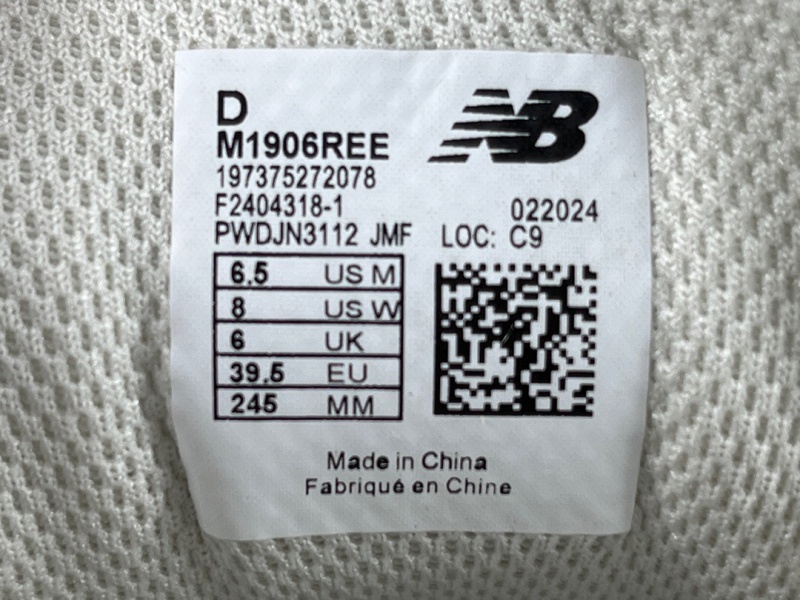 D
NB
M1906REE
197375272078
F2404318-1 022024
PWDJN3112 JMF LOC: C9
6.5 US M
8 US W
6 UK
39.5 EU
245 MM
Made in China
Fabriqué en Chine